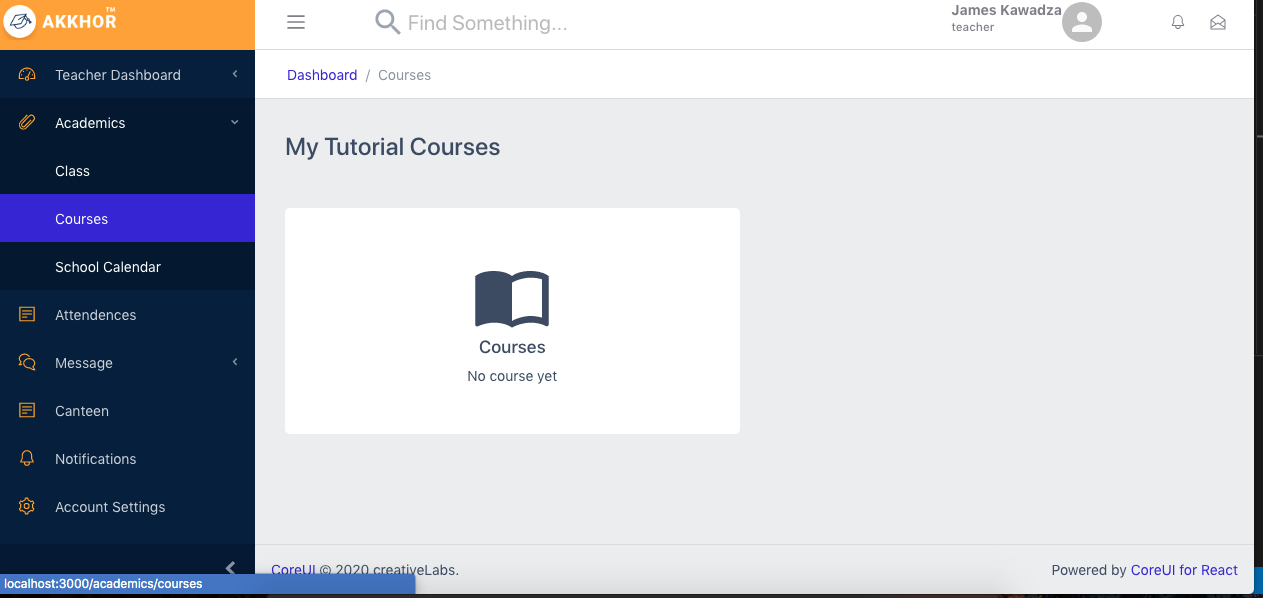 AKKHOR™
Find Something...
James Kawadza
teacher
Dashboard / Courses
Teacher Dashboard
Academics
Class
Courses
School Calendar
Attendences
Message
Canteen
Notifications
Account Settings
My Tutorial Courses
Courses
No course yet
CoreUI © 2020 creativeLabs.
Powered by CoreUI for React
localhost:3000/academics/courses